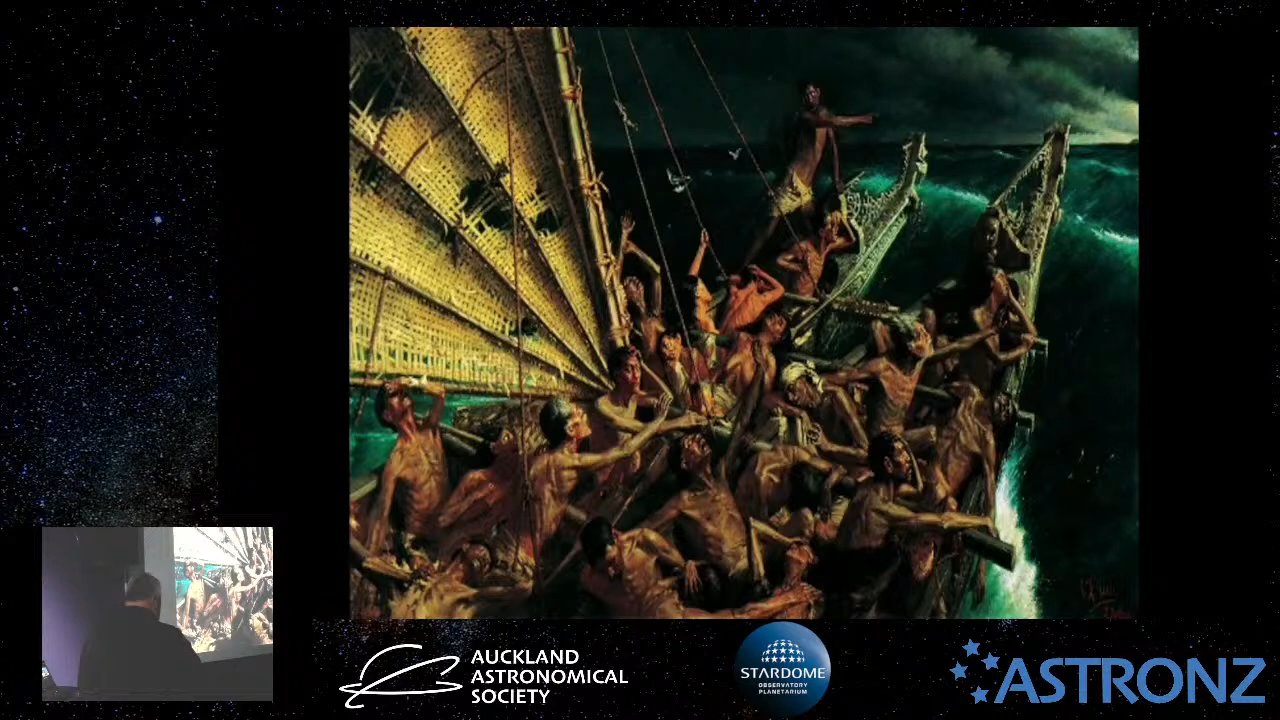 AUCKLAND
ASTRONOMICAL
SOCIETY
STARDOME
OBSERVATORY
PLANETARIUM
ASTRONZ